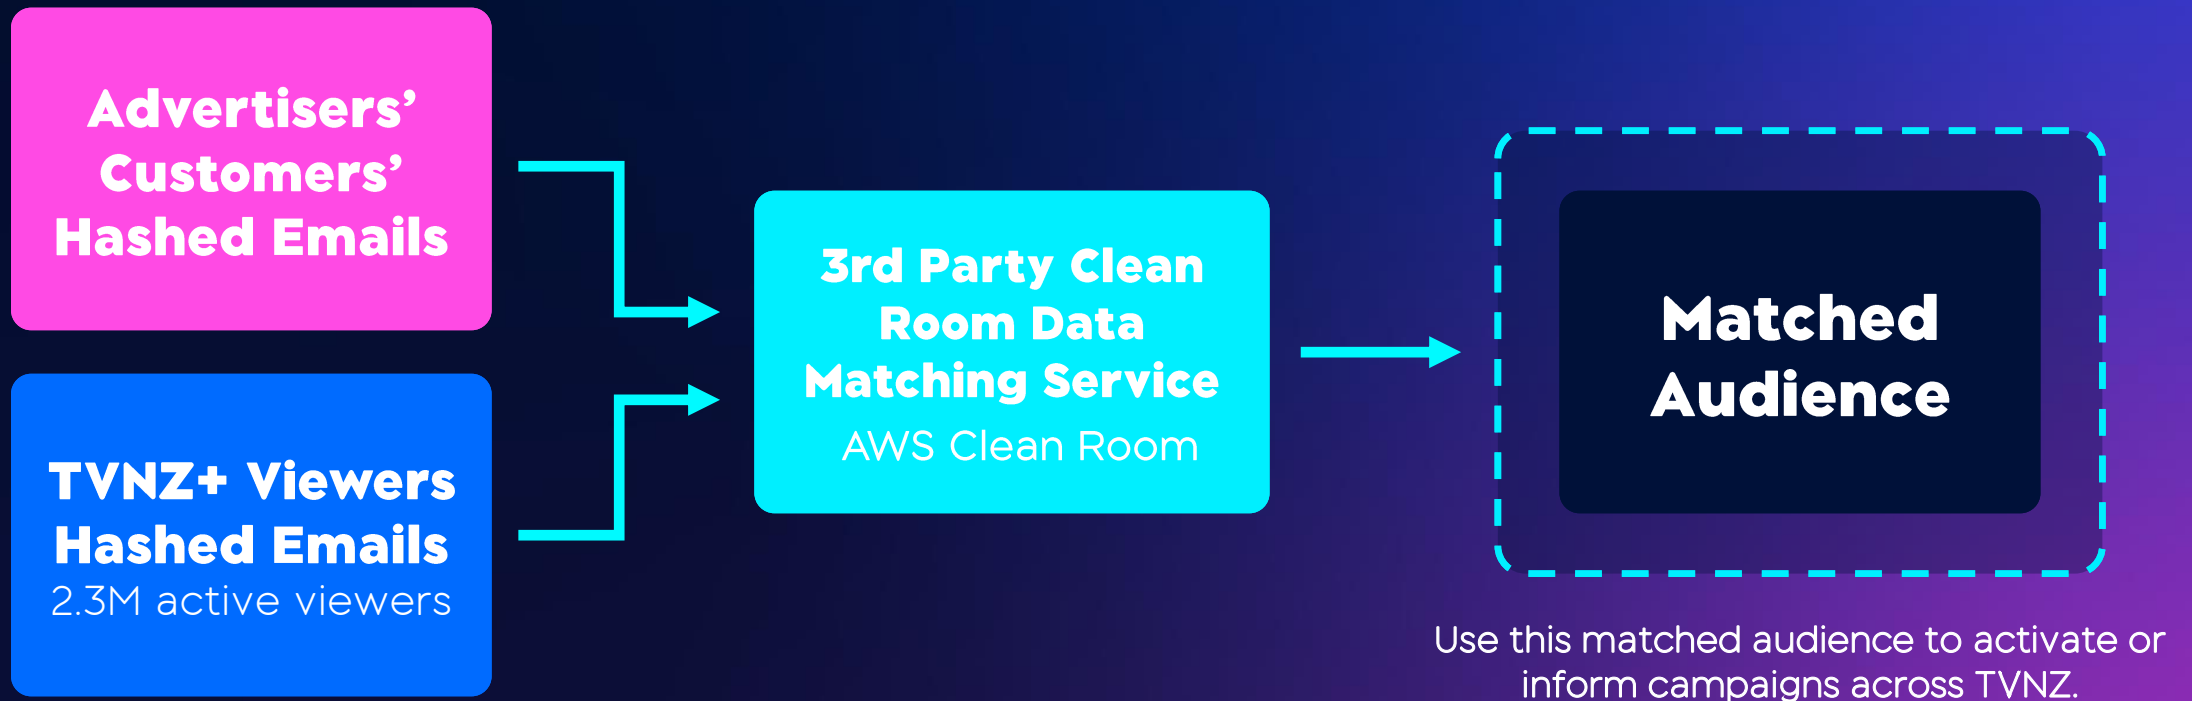 Advertisers’
Customers’
Hashed Emails
TVNZ+ Viewers
Hashed Emails
2.3M active viewers
3rd Party Clean
Room Data
Matching Service
AWS Clean Room
Matched
Audience
Use this matched audience to activate or
inform campaigns across TVNZ.